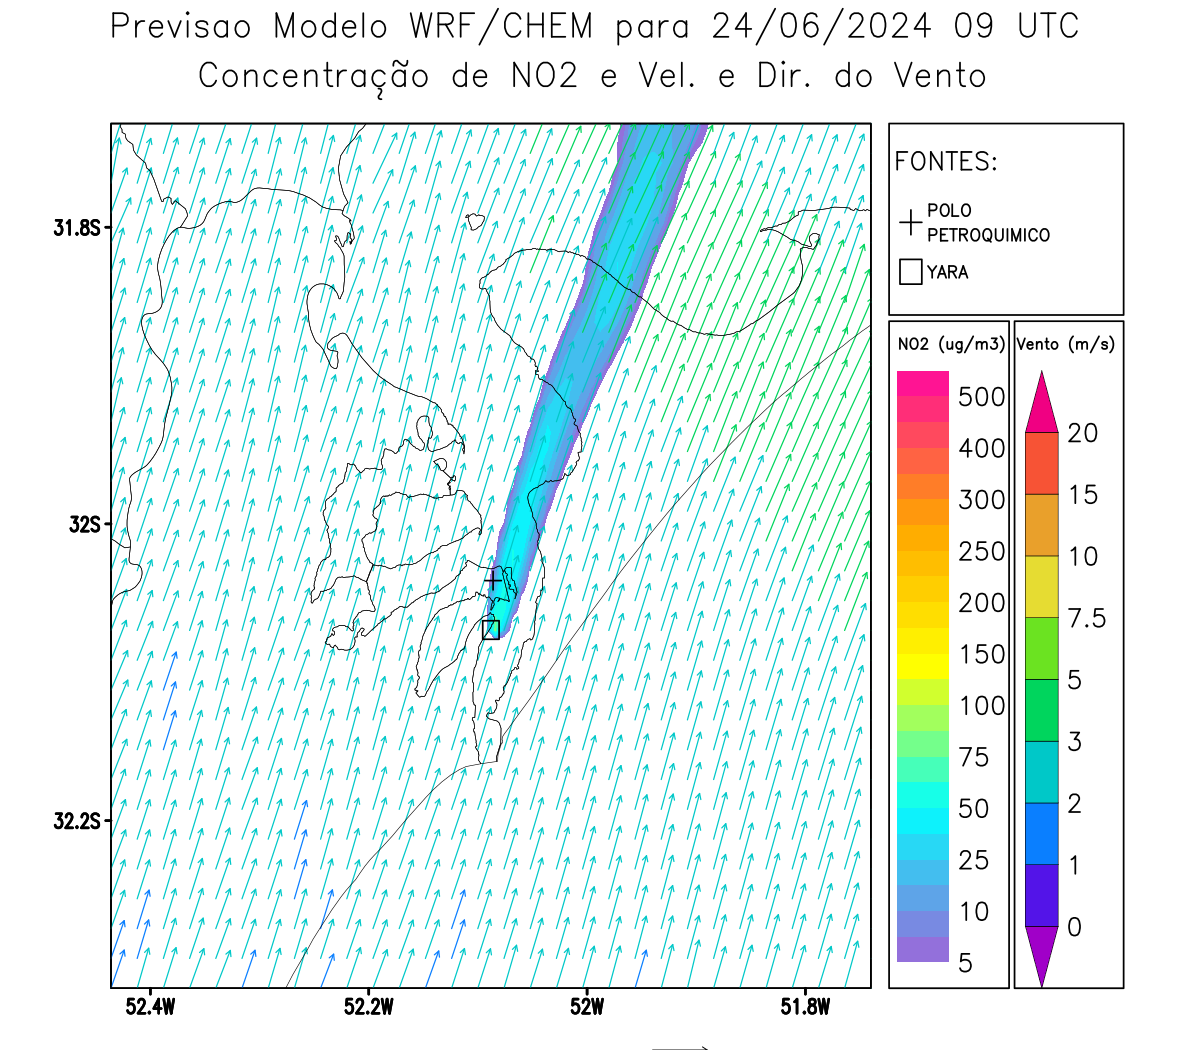 Previsao Modelo WRF/CHEM para 24/06/2024 09 UTC
Concentração de NO2 e Vel. e Dir. do Vento
FONTES:
POLO
PETROQUIMICO
YARA
31.8S
32S
32.2S
52.4W
52.2W
52W
51.8W
NO2 (ug/m3)
500
400
300
250
200
150
100
75
50
25
10
5
Vento (m/s)
20
15
10
7.5
5
3
2
1
0